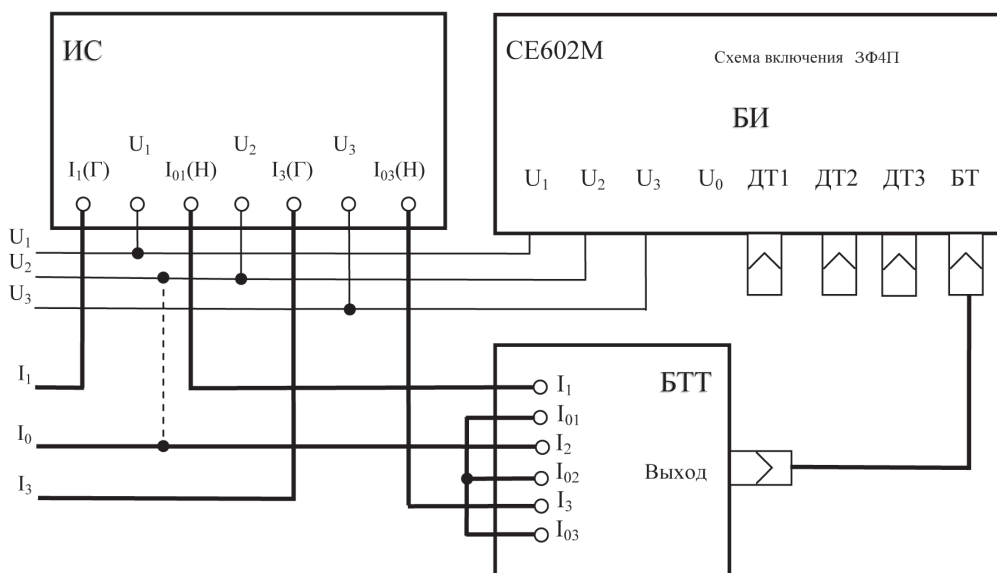 ИС
U1 U2 U3
I1(Г) I01(Н) I3(Г) I03(Н)
СЕ602М
Схема включения 3Ф4П
БИ
U1 U2 U3 U0 ДТ1 ДТ2 ДТ3 БТ
U1
U2
U3
I1
I0
I3
БТТ
I1
I01
I2
I02
I3
I03
Выход